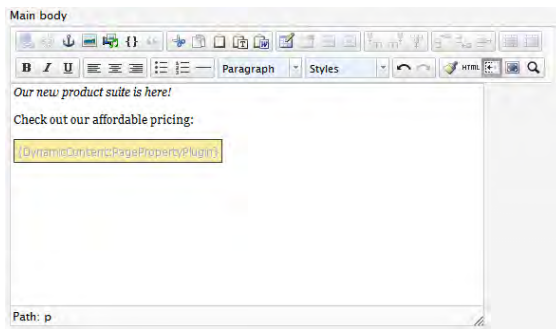 Main body
B I U Paragraph Styles HTML
Our new product suite is here!
Check out our affordable pricing:
{DynamicContent:PagePropertyPlugin}
Path: p